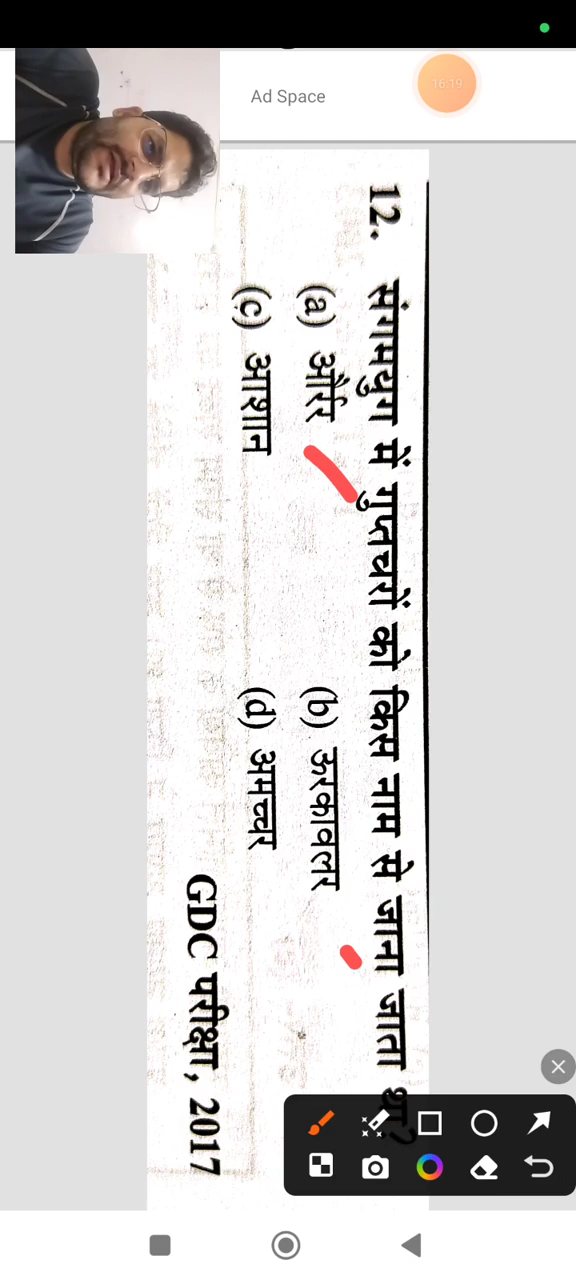 Ad Space
16:19
12. संगमयुग में गुप्तचरों को किस नाम से जाना जाता था?
(a) और्र (b) ऊरकावलर
(c) आशान (d) अमच्चर
GDC परीक्षा, 2017